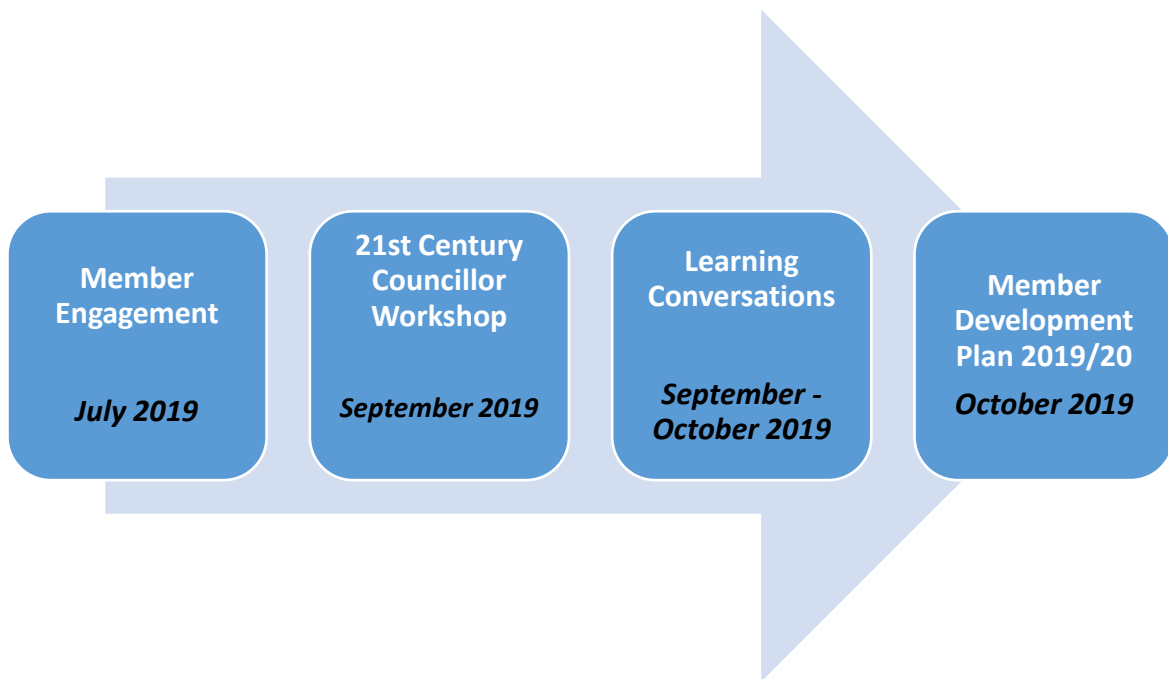 Member
Engagement
July 2019
21st Century
Councillor
Workshop
September 2019
Learning
Conversations
September -
October 2019
Member
Development
Plan 2019/20
October 2019